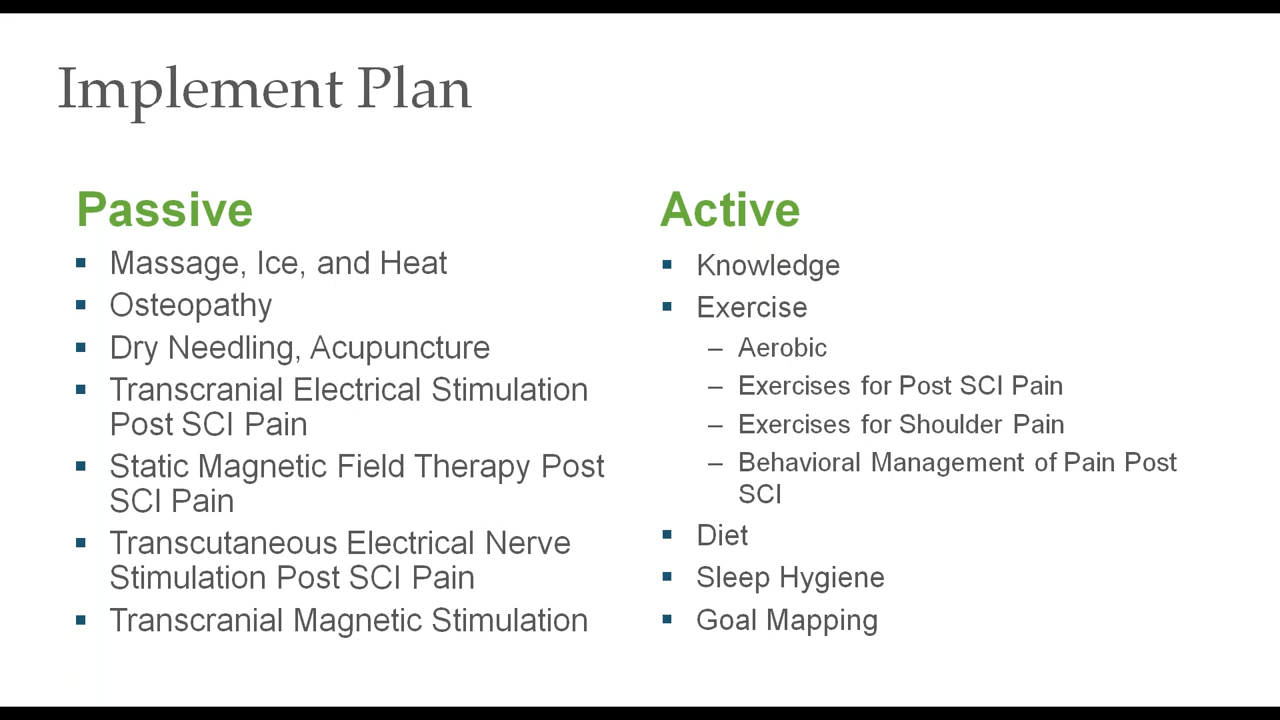 Implement Plan
Passive
Massage, Ice, and Heat
Osteopathy
Dry Needling, Acupuncture
Transcranial Electrical Stimulation
Post SCI Pain
Static Magnetic Field Therapy Post
SCI Pain
Transcutaneous Electrical Nerve
Stimulation Post SCI Pain
Transcranial Magnetic Stimulation
Active
Knowledge
Exercise
– Aerobic
– Exercises for Post SCI Pain
– Exercises for Shoulder Pain
– Behavioral Management of Pain Post
SCI
Diet
Sleep Hygiene
Goal Mapping